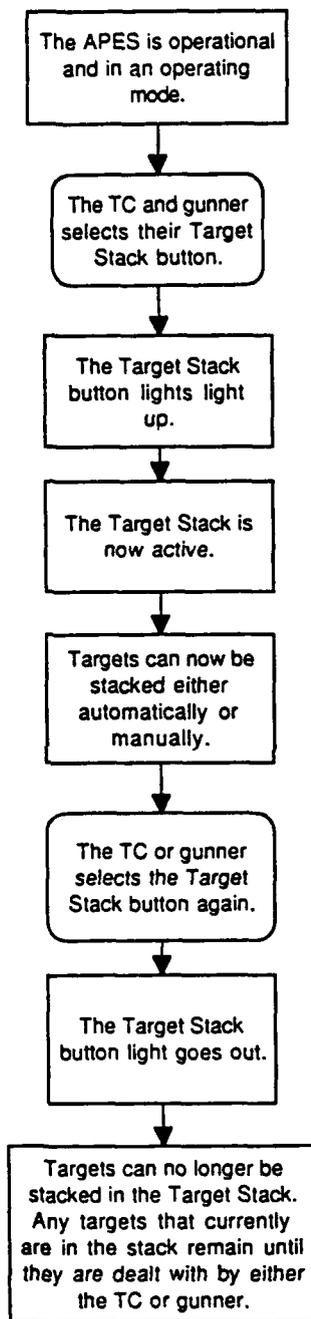 The APES is operational
and in an operating
mode.
The TC and gunner
selects their Target
Stack button.
The Target Stack
button lights light
up.
The Target Stack is
now active.
Targets can now be
stacked either
automatically or
manually.
The TC or gunner
selects the Target
Stack button again.
The Target Stack
button light goes out.
Targets can no longer be
stacked in the Target Stack.
Any targets that currently
are in the stack remain until
they are dealt with by either
the TC or gunner.